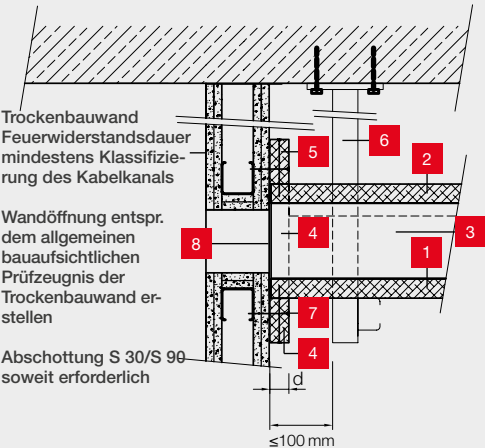 Trockenbauwand
Feuerwiderstandsdauer
mindestens Klassifizie-
rung des Kabelkanals
Wandöffnung entspr.
dem allgemeinen
bauaufsichtlichen
Prüfzeugnis der
Trockenbauwand er-
stellen
Abschottung S 30/S 90
soweit erforderlich
5
6
2
8
4
3
1
7
4
d
≤100 mm